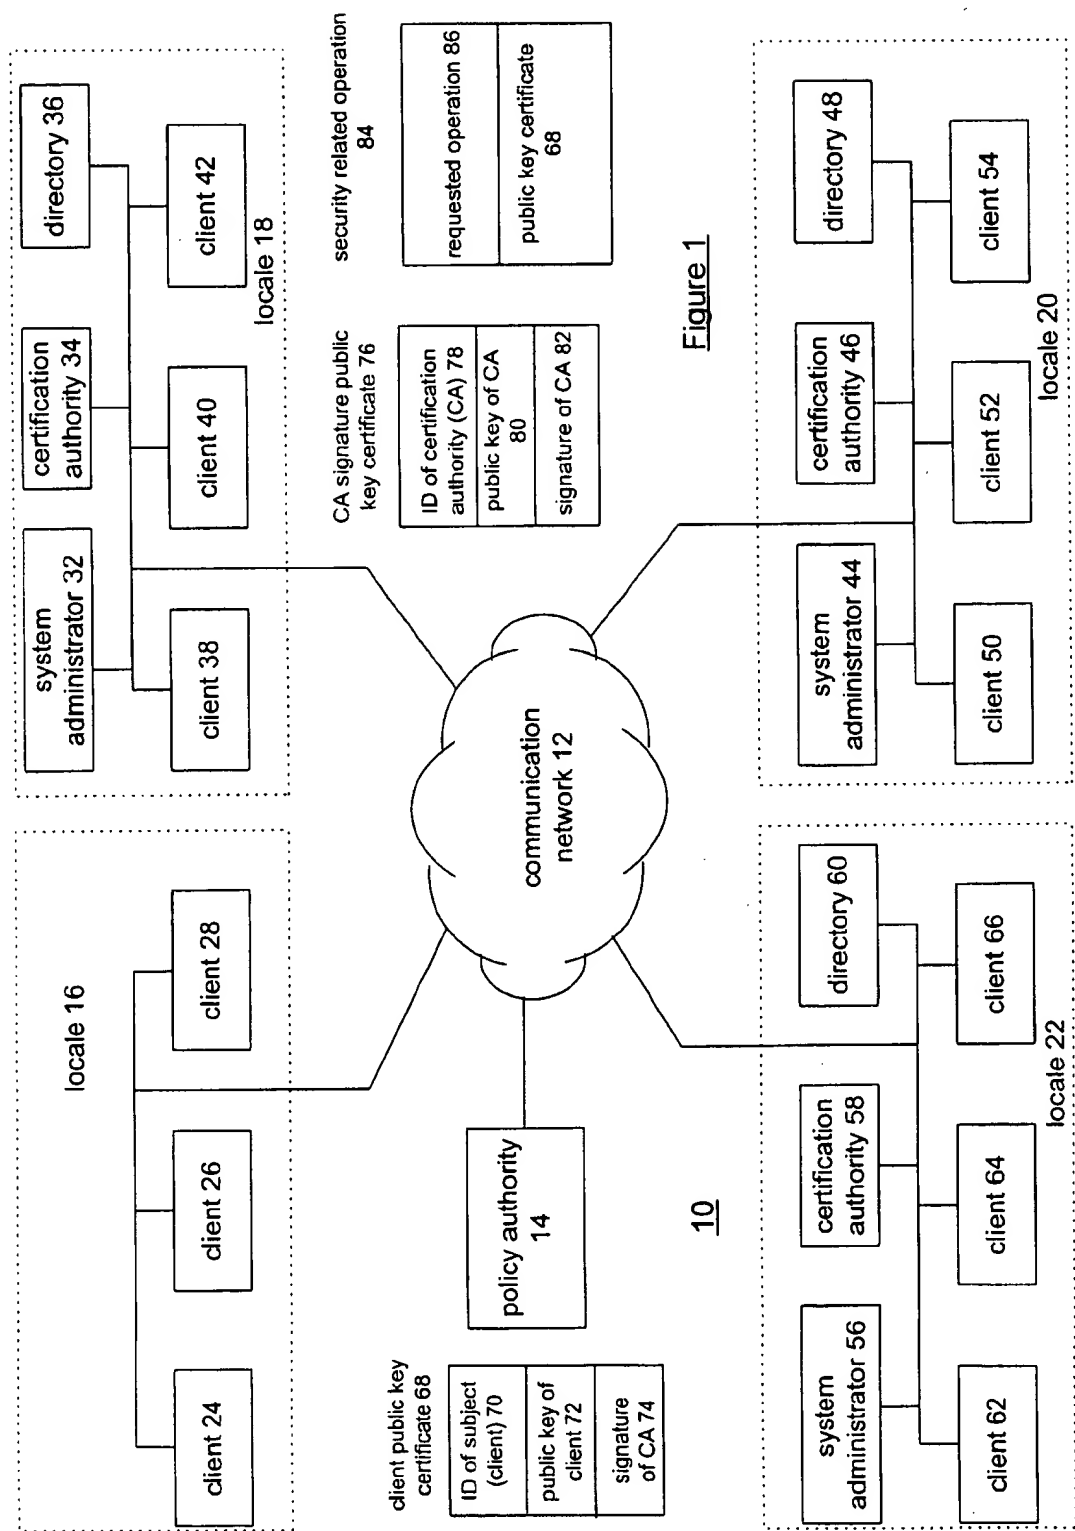 locale 16
client 24
client 26
client 28
system
administrator 32
certification
authority 34
directory 36
client 38
client 40
client 42
locale 18
client public key
certificate 68
ID of subject
(client) 70
public key of
client 72
signature
of CA 74
policy authority
14
communication
network 12
CA signature public
key certificate 76
ID of certification
authority (CA) 78
public key of CA
80
signature of CA 82
security related operation
84
requested operation 86
public key certificate
68
10
Figure 1
system
administrator 56
certification
authority 58
directory 60
client 62
client 64
client 66
locale 22
system
administrator 44
certification
authority 46
directory 48
client 50
client 52
client 54
locale 20